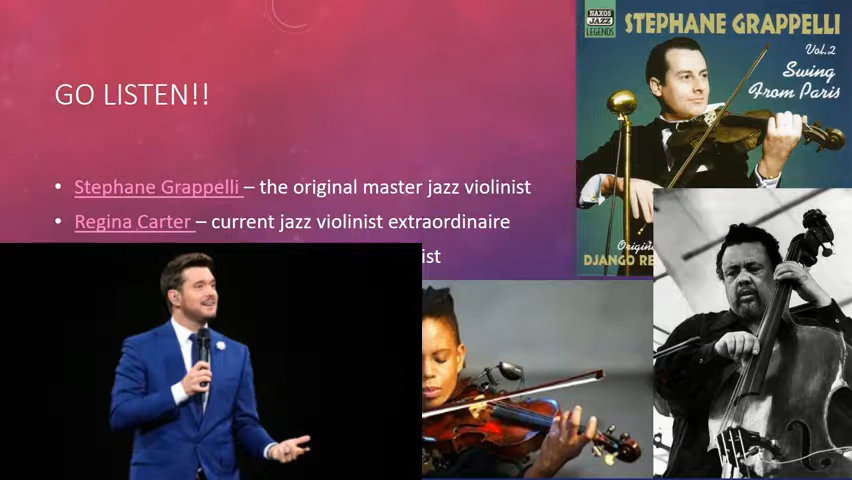 GO LISTEN!!
• Stephane Grappelli – the original master jazz violinist
• Regina Carter – current jazz violinist extraordinaire
ist
NAXOS
JAZZ
LEGENDS
STEPHANE GRAPPELLI
Vol.2
Swing
From Paris
Origin
DJANGO RE